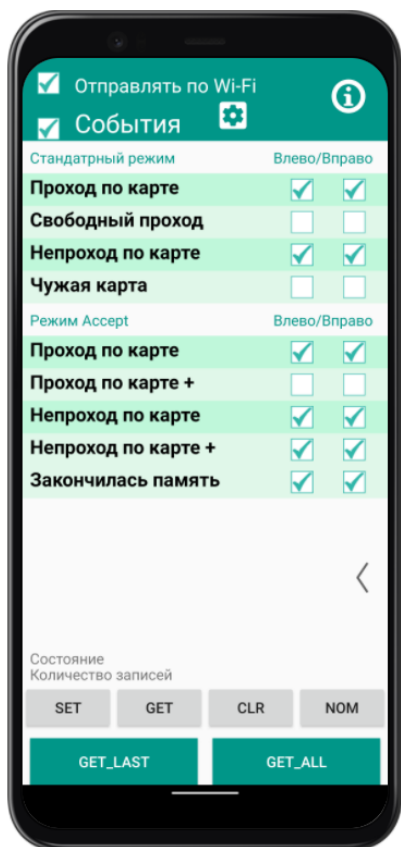 Отправлять по Wi-Fi
События
Стандатрный режим Влево/Вправо
Проход по карте
Свободный проход
Непроход по карте
Чужая карта
Режим Accept Влево/Вправо
Проход по карте
Проход по карте +
Непроход по карте
Непроход по карте +
Закончилась память
Состояние
Количество записей
SET GET CLR NOM
GET_LAST GET_ALL